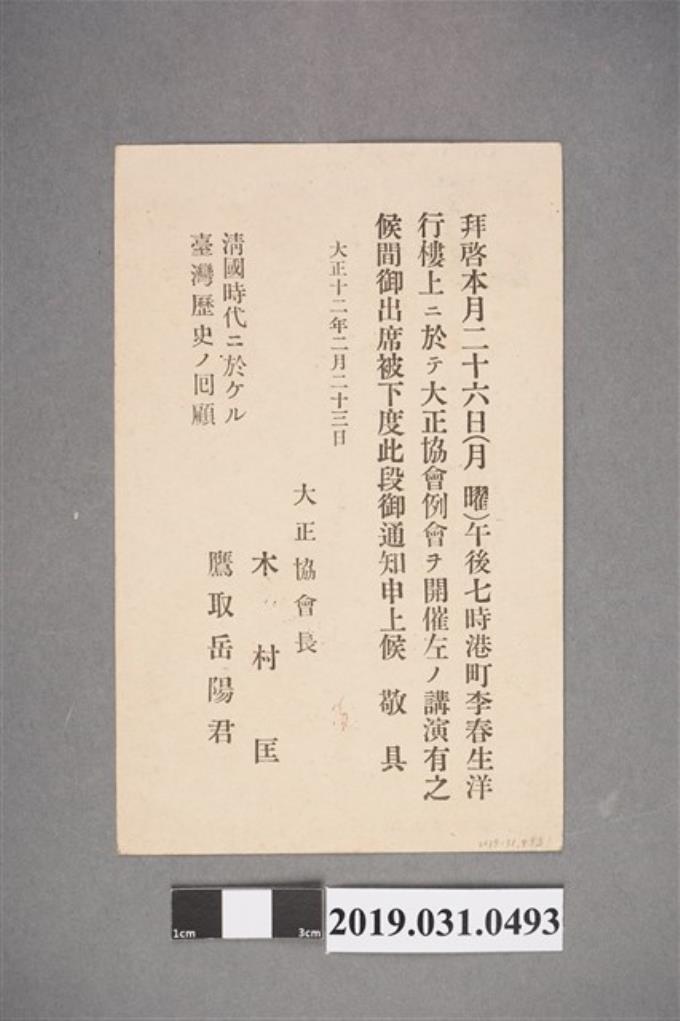 拜啓本月二十六日(月曜)午後七時港町李春生洋
行樓上ニ於テ大正協會例會ヲ開催左ノ講演有之
候間御出席被下度此段御通知申上候 敬具
大正十二年二月二十三日
大正協會長
木村匡
清國時代ニ於ケル
臺灣歷史ノ回顧
鷹取岳陽君
1cm
3cm
2019.031.0493